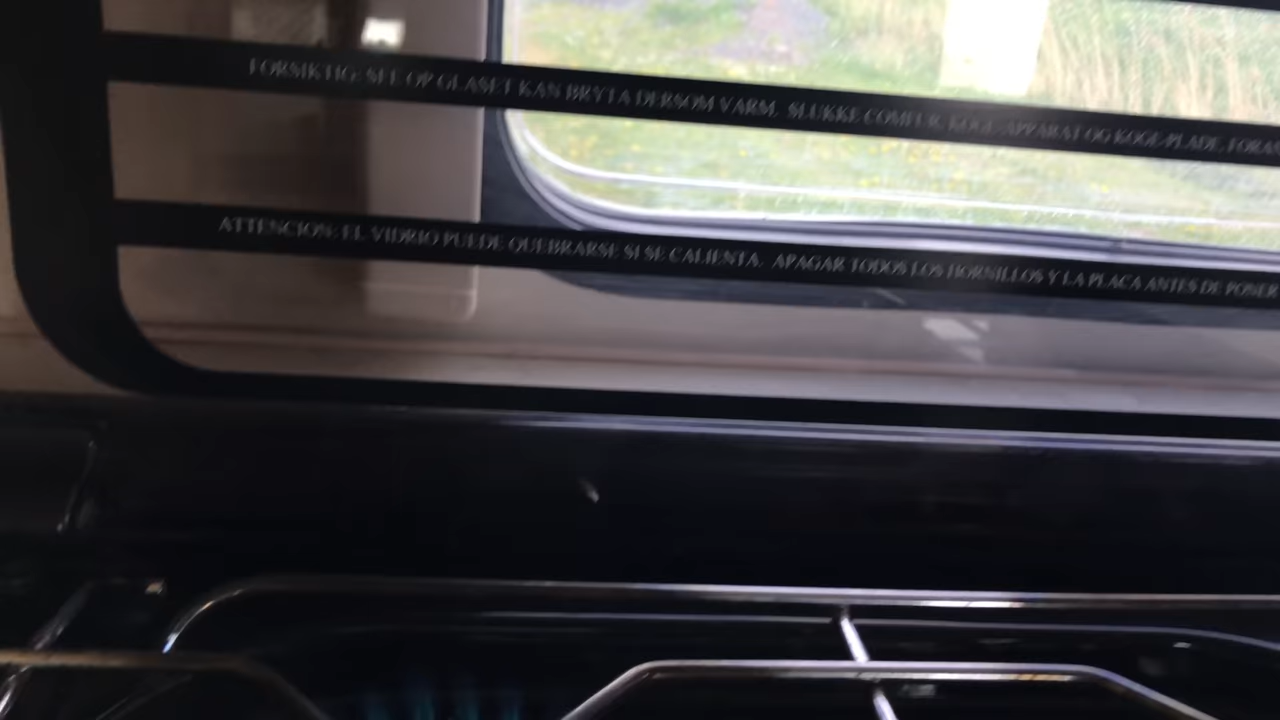 FORSIKTIG: SEE OP GLASET KAN BRYTA DERSOM VARM. SLUKKE COMFUR, KOGE-APPARAT OG KOGE-PLADE, FORAN
ATTENCION: EL VIDRIO PUEDE QUEBRARSE SI SE CALIENTA. APAGAR TODOS LOS HORNILLOS Y LA PLACA ANTES DE PONER